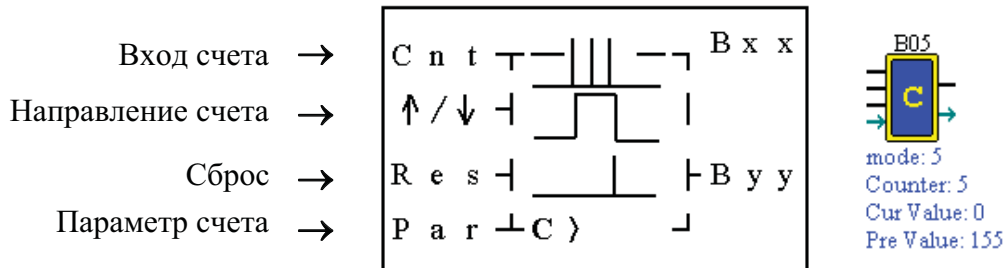 Вход счета →
Направление счета →
Сброс →
Параметр счета →
Cnt
Bxx
↑/↓
Res
Byy
Par
C >
B05
C
mode: 5
Counter: 5
Cur Value: 0
Pre Value: 155